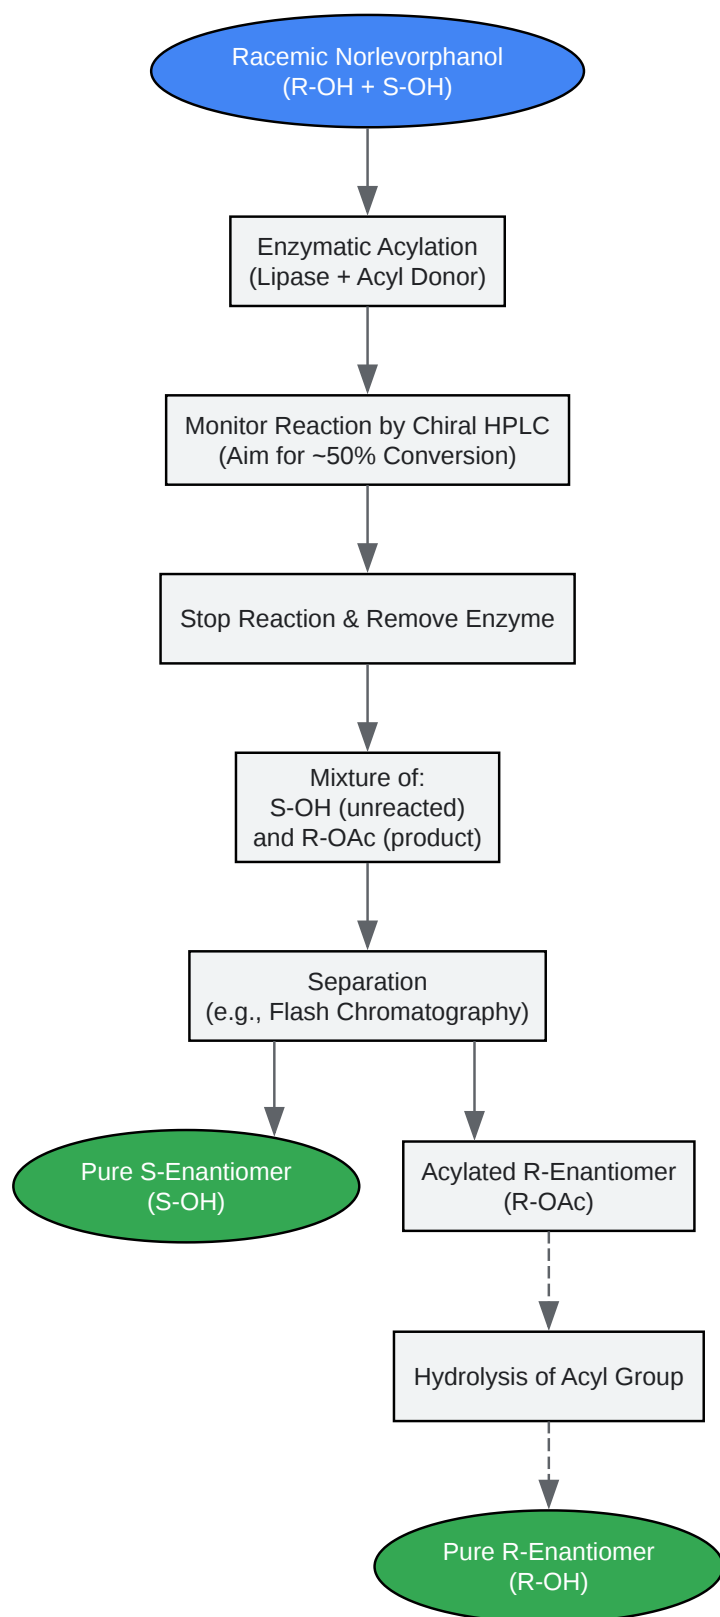 Racemic Norlevorphanol
(R-OH + S-OH)
Enzymatic Acylation
(Lipase + Acyl Donor)
Monitor Reaction by Chiral HPLC
(Aim for ~50% Conversion)
Stop Reaction & Remove Enzyme
Mixture of:
S-OH (unreacted)
and R-OAc (product)
Separation
(e.g., Flash Chromatography)
Pure S-Enantiomer
(S-OH)
Acylated R-Enantiomer
(R-OAc)
Hydrolysis of Acyl Group
Pure R-Enantiomer
(R-OH)